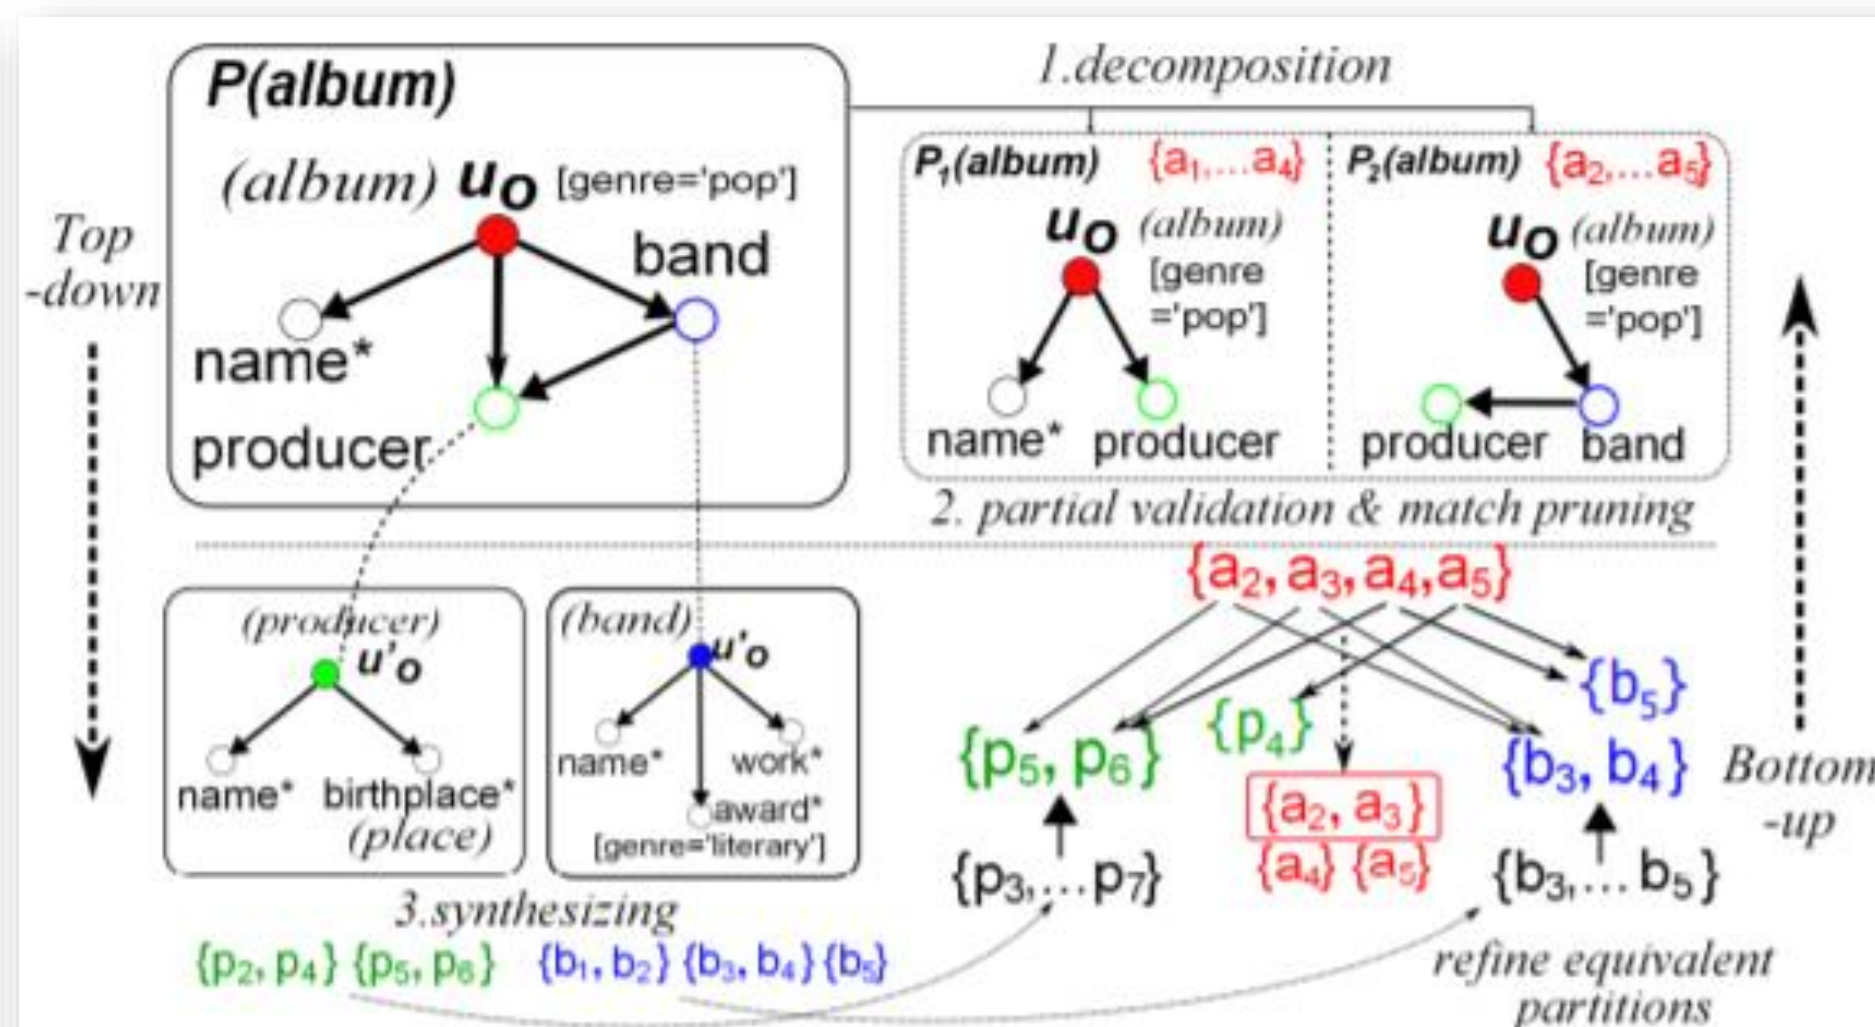 1.decomposition
P(album)
(album) uo [genre='pop']
band
name*
producer
Top
-down
P1(album) {a1,...a4}
uo (album)
[genre
='pop']
name* producer
P2(album) {a2,...a5}
uo (album)
[genre
='pop']
producer band
2. partial validation & match pruning
(producer)
u'o
name* birthplace*
(place)
(band) u'o
name* work*
award*
[genre='literary']
3.synthesizing
{p2, p4} {p5, p6} {b1, b2} {b3, b4} {b5}
{a2, a3, a4, a5}
{b5}
{p4}
{p5, p6}
{b3, b4}
{a2, a3}
{a4} {a5}
{p3,... p7}
{b3,... b5}
Bottom
-up
refine equivalent
partitions